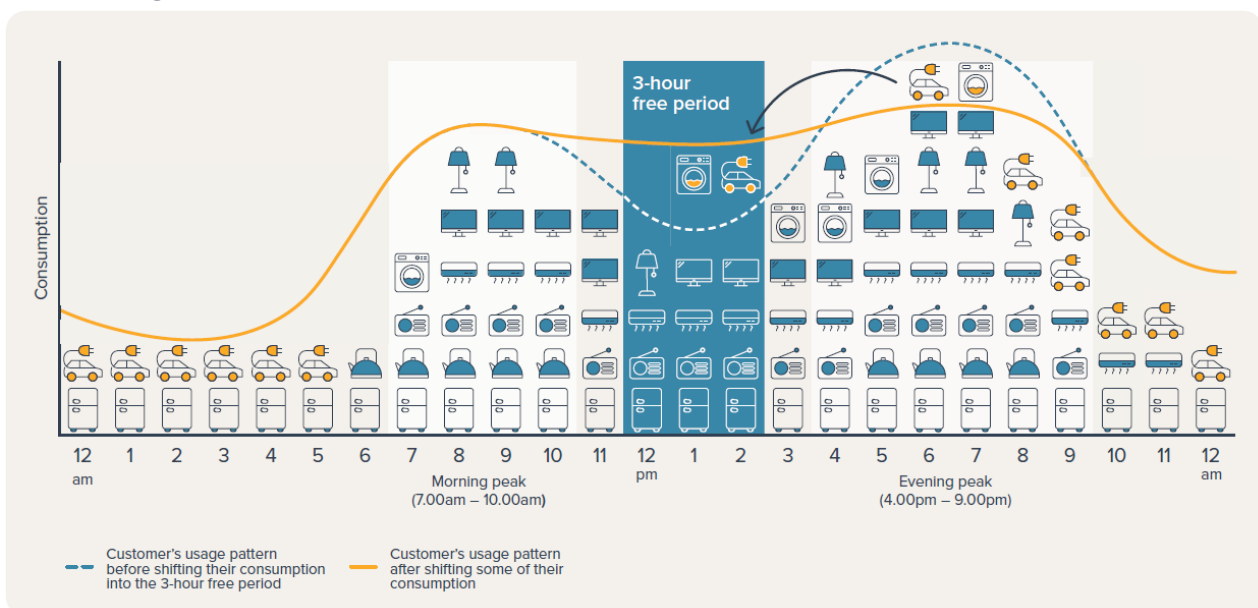 3-hour
free period
Consumption
12 1 2 3 4 5 6 7 8 9 10 11 12 1 2 3 4 5 6 7 8 9 10 11 12
am pm am
Morning peak
(7.00am – 10.00am)
Evening peak
(4.00pm – 9.00pm)
Customer's usage pattern
before shifting their consumption
into the 3-hour free period
Customer's usage pattern
after shifting some of their
consumption